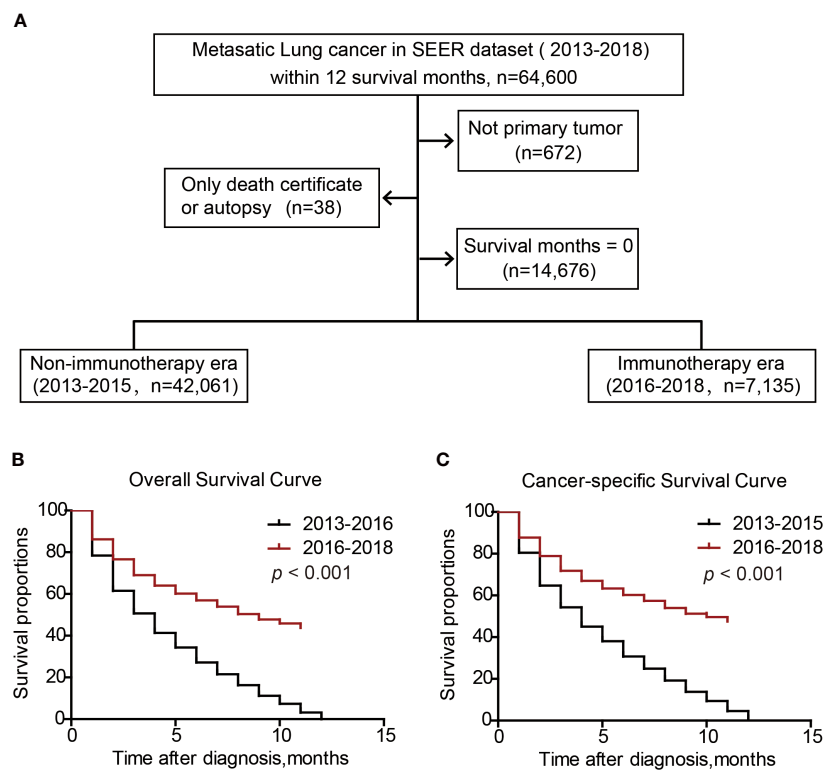 A
Metasatic Lung cancer in SEER dataset ( 2013-2018)
within 12 survival months, n=64,600
Not primary tumor
(n=672)
Only death certificate
or autopsy (n=38)
Survival months = 0
(n=14,676)
Non-immunotherapy era
(2013-2015, n=42,061)
Immunotherapy era
(2016-2018, n=7,135)
B
Overall Survival Curve
Survival proportions
100
80
60
40
20
0
0
5
10
15
Time after diagnosis,months
2013-2016
2016-2018
p < 0.001
C
Cancer-specific Survival Curve
Survival proportions
100
80
60
40
20
0
0
5
10
15
Time after diagnosis,months
2013-2015
2016-2018
p < 0.001